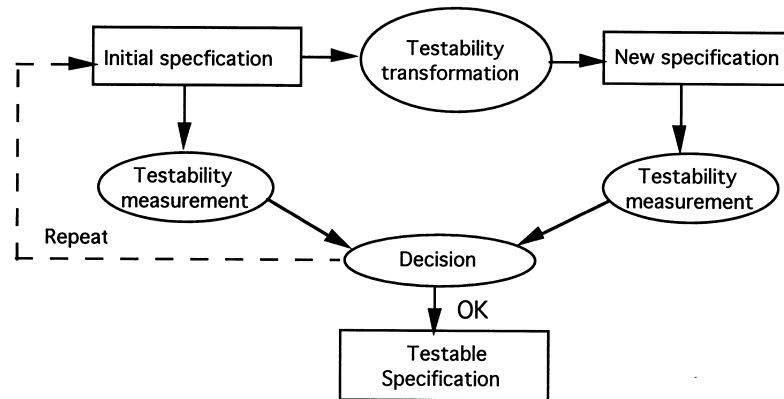 Initial specfication
Testability
transformation
New specification
Testability
measurement
Testability
measurement
Repeat
Decision
OK
Testable
Specification